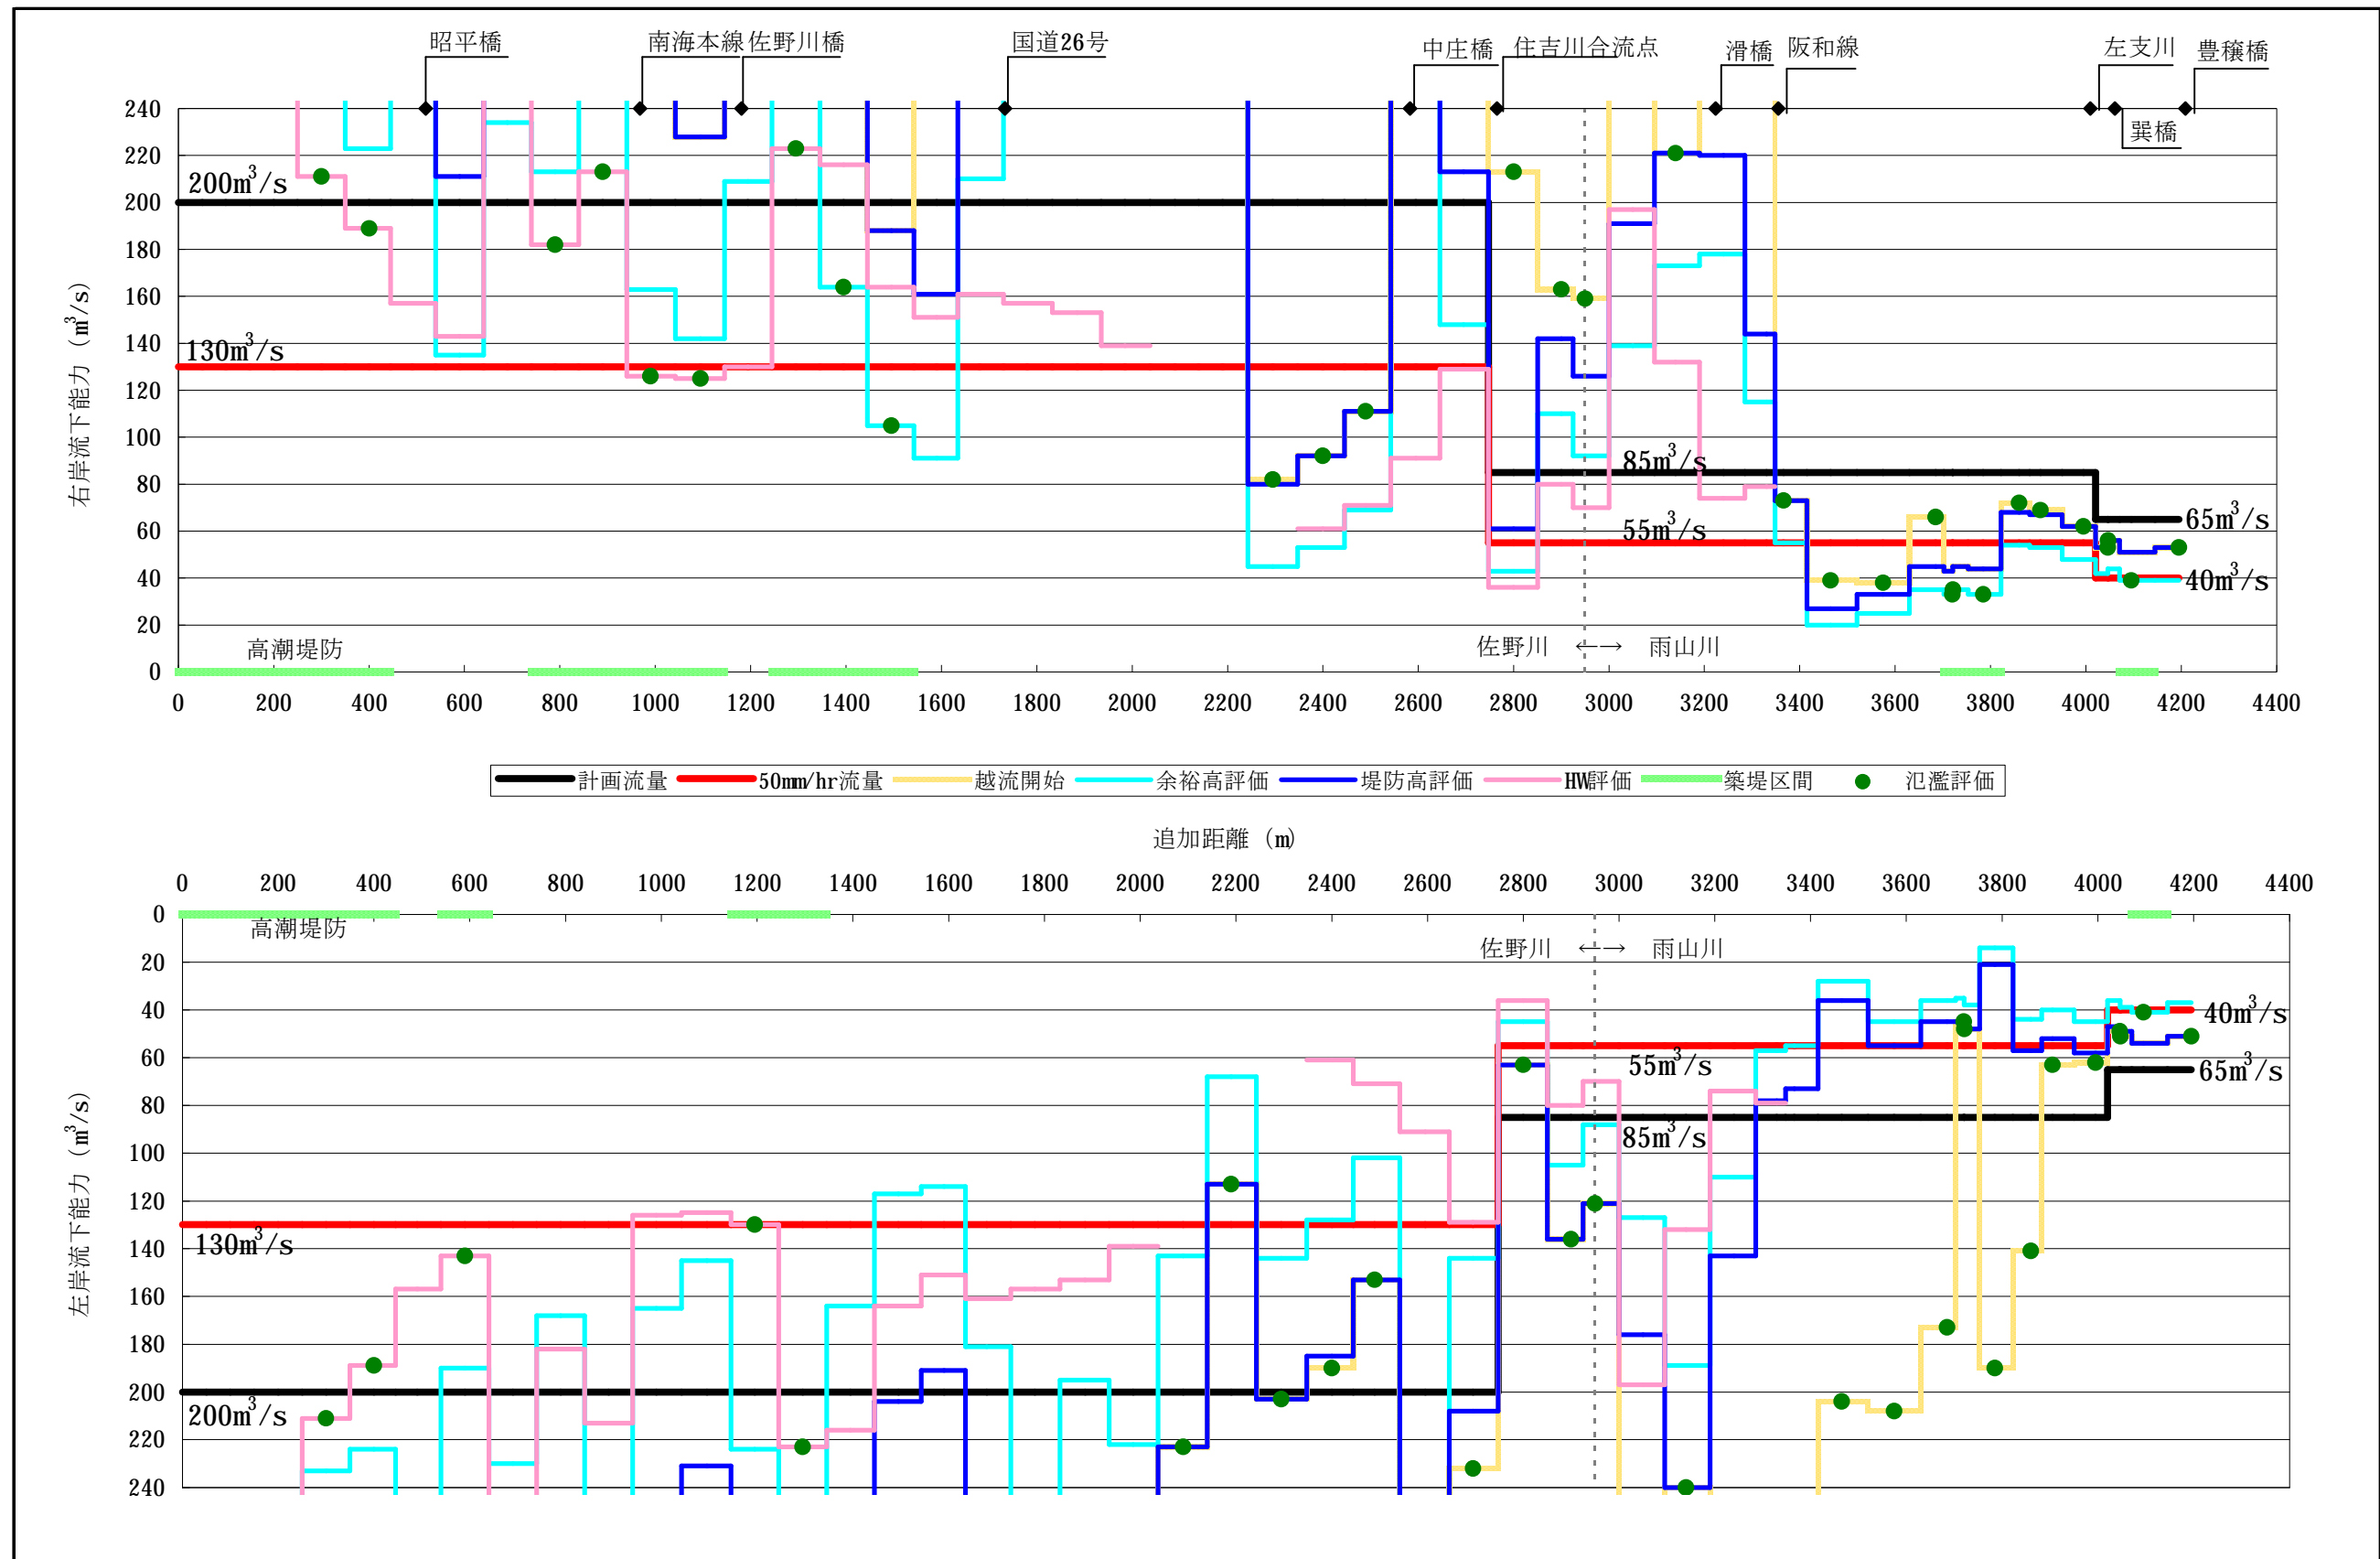 昭平橋 南海本線 佐野川橋 国道26号 中庄橋 住吉川合流点 滑橋 阪和線 左支川 豊穣橋
巽橋
右岸流下能力 (m³/s)
240
220
200
180
160
140
120
100
80
60
40
20
0
200m³/s
130m³/s
85m³/s
55m³/s
65m³/s
40m³/s
高潮堤防
佐野川 ←→ 雨山川
0 200 400 600 800 1000 1200 1400 1600 1800 2000 2200 2400 2600 2800 3000 3200 3400 3600 3800 4000 4200 4400
計画流量 50mm/hr流量 越流開始 余裕高評価 堤防高評価 HW評価 築堤区間 氾濫評価
追加距離 (m)
0 200 400 600 800 1000 1200 1400 1600 1800 2000 2200 2400 2600 2800 3000 3200 3400 3600 3800 4000 4200 4400
左岸流下能力 (m³/s)
0
20
40
60
80
100
120
140
160
180
200
220
240
高潮堤防
佐野川 ←→ 雨山川
40m³/s
55m³/s
65m³/s
85m³/s
130m³/s
200m³/s